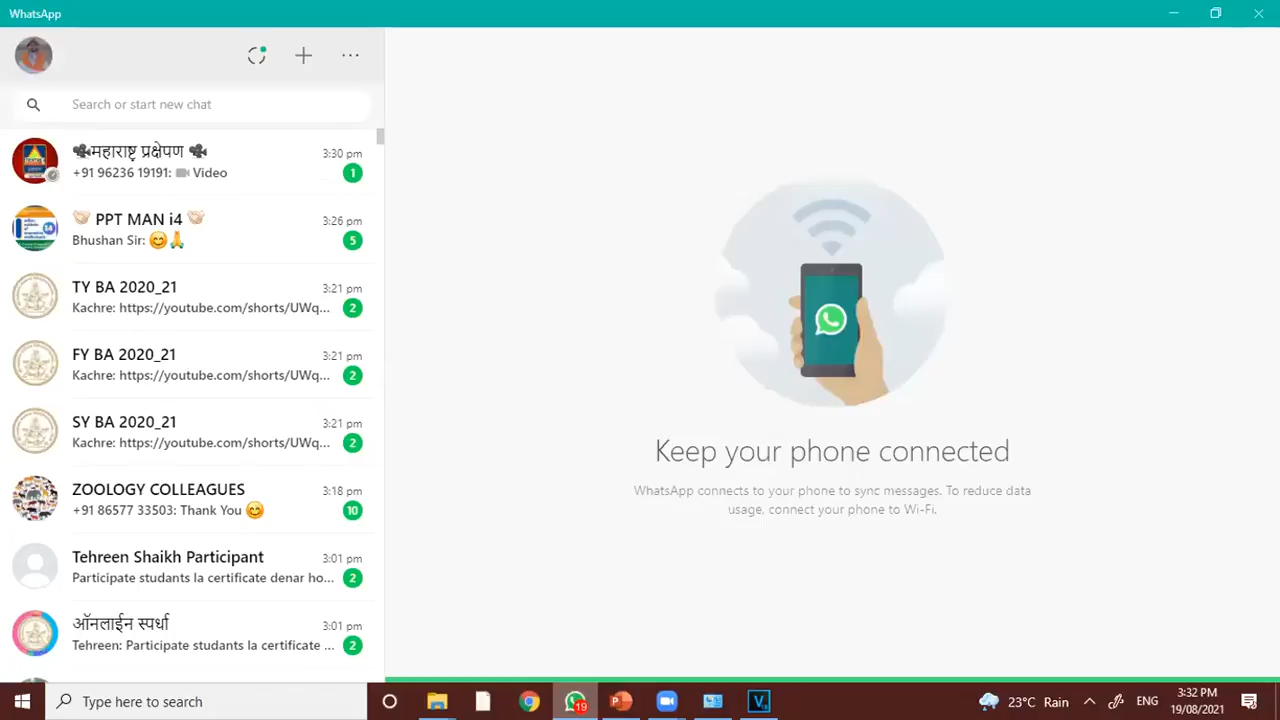 WhatsApp
Search or start new chat
महाराष्ट्र प्रक्षेपण
3:30 pm
+91 96236 19191: Video
1
PPT MAN i4
3:26 pm
Bhushan Sir: 😊🙏
5
TY BA 2020_21
3:21 pm
Kachre: https://youtube.com/shorts/UWq...
2
FY BA 2020_21
3:21 pm
Kachre: https://youtube.com/shorts/UWq...
2
SY BA 2020_21
3:21 pm
Kachre: https://youtube.com/shorts/UWq...
2
ZOOLOGY COLLEAGUES
3:18 pm
+91 86577 33503: Thank You 😊
10
Tehreen Shaikh Participant
3:01 pm
Participate students la certificate denar ho...
2
ऑनलाईन स्पर्धा
3:01 pm
Tehreen: Participate students la certificate ...
2
Keep your phone connected
WhatsApp connects to your phone to sync messages. To reduce data
usage, connect your phone to Wi-Fi.
Type here to search
19
23°C Rain
ENG
3:32 PM
19/08/2021